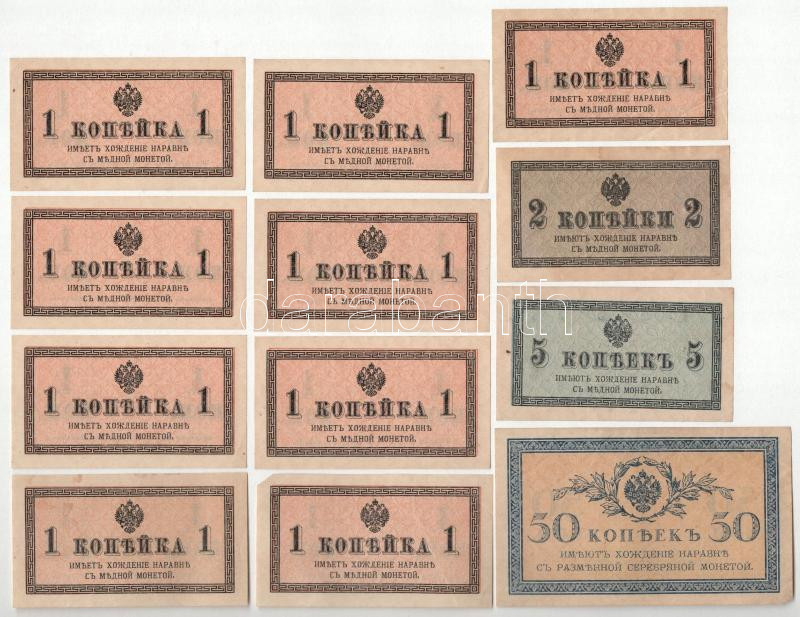 1 КОПѢЙКА 1
ИМѢЕТЪ ХОЖДЕНІЕ НАРАВНѢ
СЪ МѢДНОЙ МОНЕТОЙ.
1 КОПѢЙКА 1
ИМѢЕТЪ ХОЖДЕНІЕ НАРАВНѢ
СЪ МѢДНОЙ МОНЕТОЙ.
1 КОПѢЙКА 1
ИМѢЕТЪ ХОЖДЕНІЕ НАРАВНѢ
СЪ МѢДНОЙ МОНЕТОЙ.
1 КОПѢЙКА 1
ИМѢЕТЪ ХОЖДЕНІЕ НАРАВНѢ
СЪ МѢДНОЙ МОНЕТОЙ.
1 КОПѢЙКА 1
ИМѢЕТЪ ХОЖДЕНІЕ НАРАВНѢ
СЪ МѢДНОЙ МОНЕТОЙ.
1 КОПѢЙКА 1
ИМѢЕТЪ ХОЖДЕНІЕ НАРАВНѢ
СЪ МѢДНОЙ МОНЕТОЙ.
1 КОПѢЙКА 1
ИМѢЕТЪ ХОЖДЕНІЕ НАРАВНѢ
СЪ МѢДНОЙ МОНЕТОЙ.
1 КОПѢЙКА 1
ИМѢЕТЪ ХОЖДЕНІЕ НАРАВНѢ
СЪ МѢДНОЙ МОНЕТОЙ.
1 КОПѢЙКА 1
ИМѢЕТЪ ХОЖДЕНІЕ НАРАВНѢ
СЪ МѢДНОЙ МОНЕТОЙ.
2 КОПѢЙКИ 2
ИМѢЮТЪ ХОЖДЕНІЕ НАРАВНѢ
СЪ МѢДНОЙ МОНЕТОЙ.
5 КОПѢЕКЪ 5
ИМѢЮТЪ ХОЖДЕНІЕ НАРАВНѢ
СЪ МѢДНОЙ МОНЕТОЙ.
50 КОПѢЕКЪ 50
ИМѢЮТЪ ХОЖДЕНІЕ НАРАВНѢ
СЪ РАЗМѢННОЙ СЕРЕБРЯНОЙ МОНЕТОЙ.
darabanth